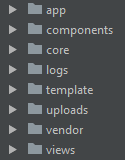 app
components
core
logs
template
uploads
vendor
views